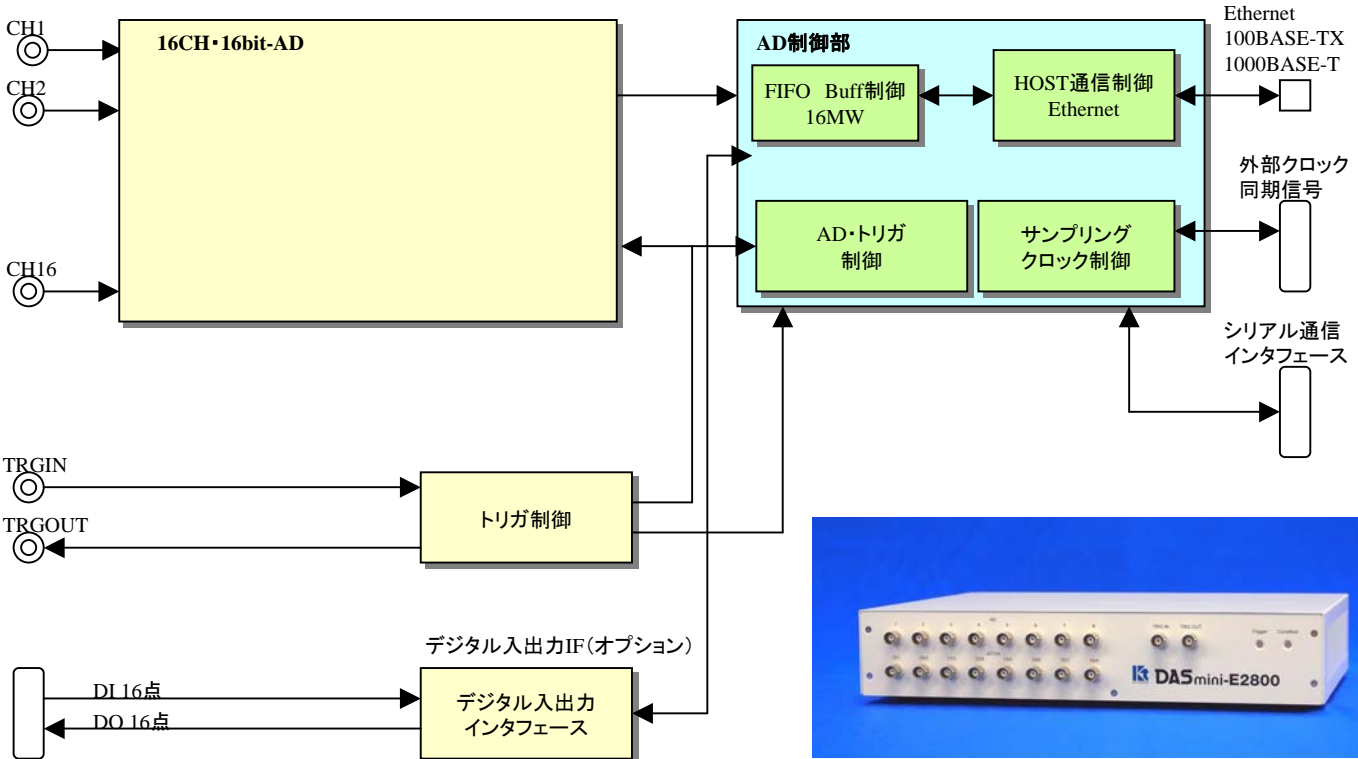 CH1
CH2
CH16
16CH・16bit-AD
AD制御部
FIFO Buff制御
16MW
HOST通信制御
Ethernet
AD・トリガ
制御
サンプリング
クロック制御
Ethernet
100BASE-TX
1000BASE-T
外部クロック
同期信号
シリアル通信
インタフェース
TRGIN
TRGOUT
トリガ制御
デジタル入出力IF(オプション)
DI 16点
DO 16点
デジタル入出力
インタフェース
TRIG IN TRIG OUT
Trigger Condition
DASmini-E2800